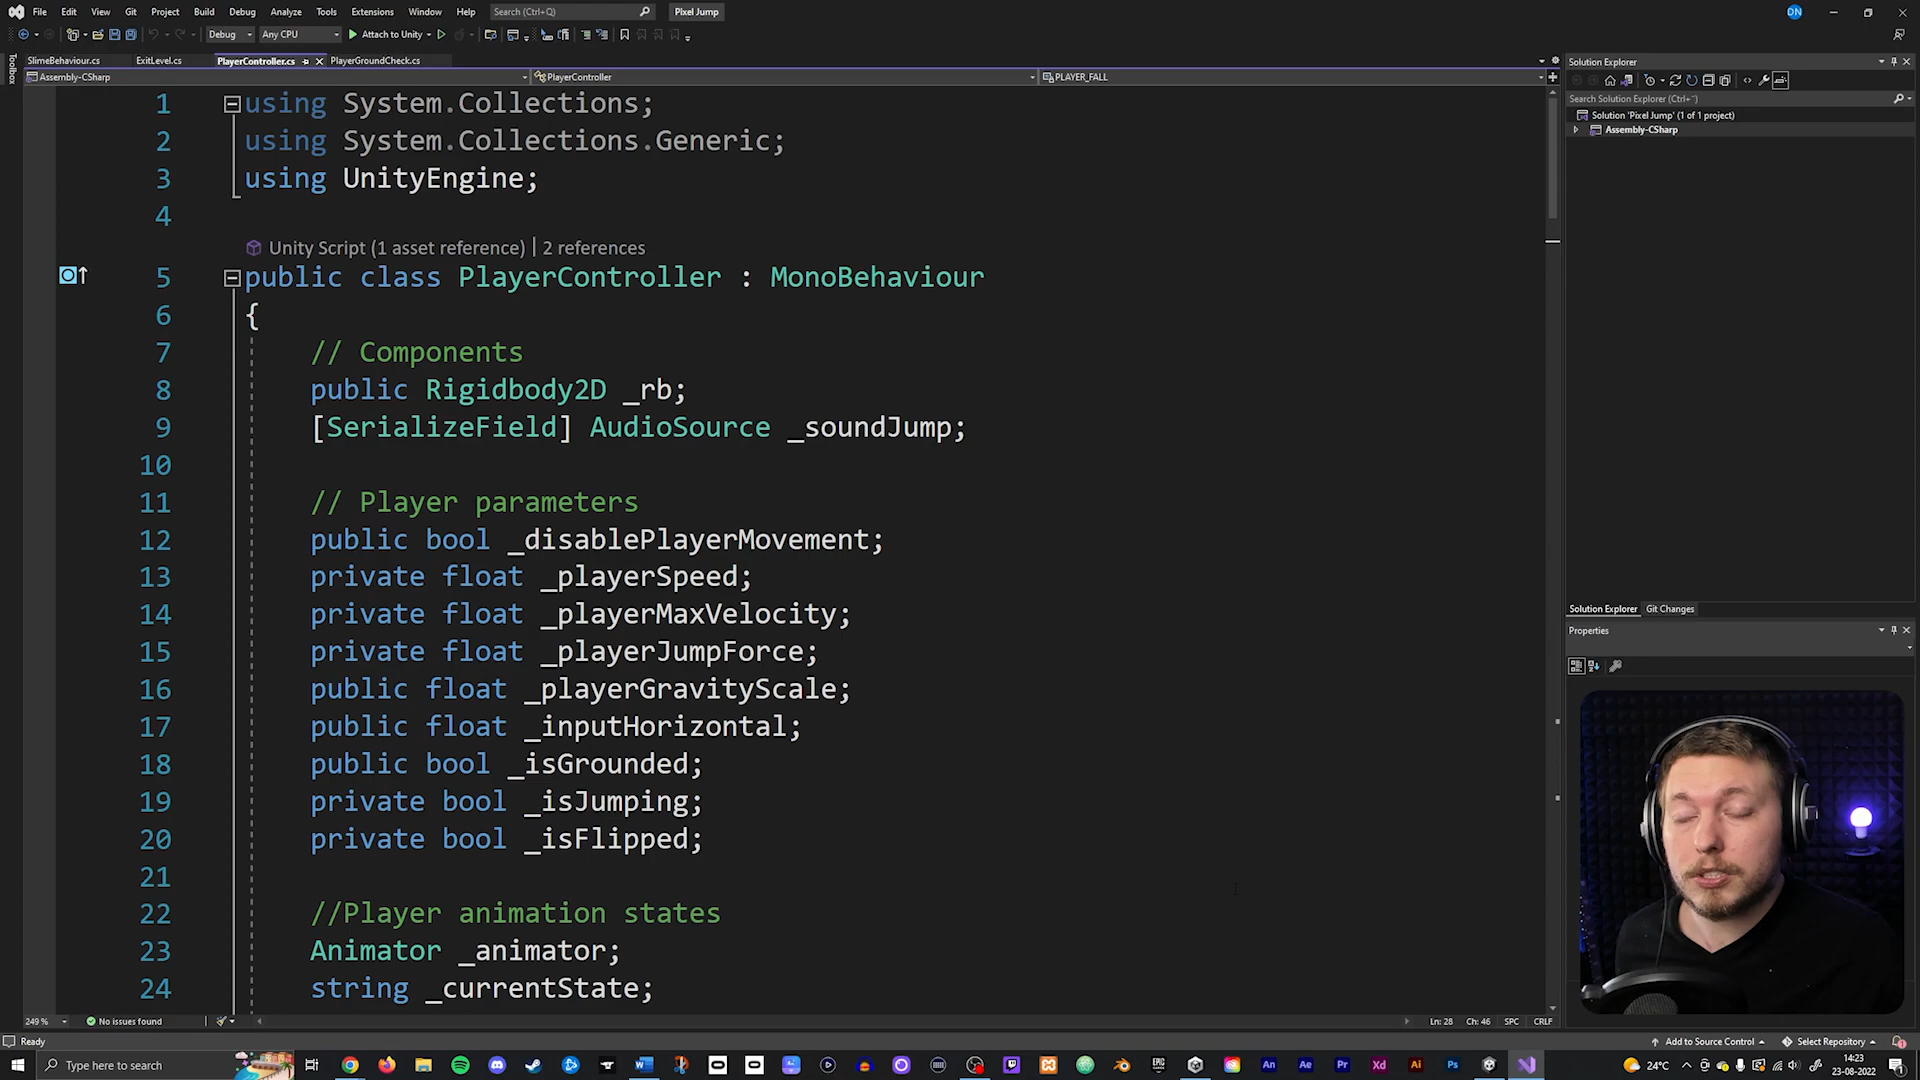 File Edit View Git Project Build Debug Analyze Tools Extensions Window Help Search (Ctrl+Q) Pixel Jump DN
Debug Any CPU Attach to Unity
Toolbox
SlimeBehaviour.cs ExitLevel.cs PlayerController.cs PlayerGroundCheck.cs
Assembly-CSharp PlayerController PLAYER_FALL
1 using System.Collections;
2 using System.Collections.Generic;
3 using UnityEngine;
4
Unity Script (1 asset reference) | 2 references
5 public class PlayerController : MonoBehaviour
6 {
7 // Components
8 public Rigidbody2D _rb;
9 [SerializeField] AudioSource _soundJump;
10
11 // Player parameters
12 public bool _disablePlayerMovement;
13 private float _playerSpeed;
14 private float _playerMaxVelocity;
15 private float _playerJumpForce;
16 public float _playerGravityScale;
17 public float _inputHorizontal;
18 public bool _isGrounded;
19 private bool _isJumping;
20 private bool _isFlipped;
21
22 //Player animation states
23 Animator _animator;
24 string _currentState;
249 % No issues found Ln: 28 Ch: 46 SPC CRLF
Solution Explorer
Search Solution Explorer (Ctrl+¨)
Solution 'Pixel Jump' (1 of 1 project)
Assembly-CSharp
Solution Explorer Git Changes
Properties
Ready Add to Source Control Select Repository
Type here to search 24°C 14:23
23-08-2022